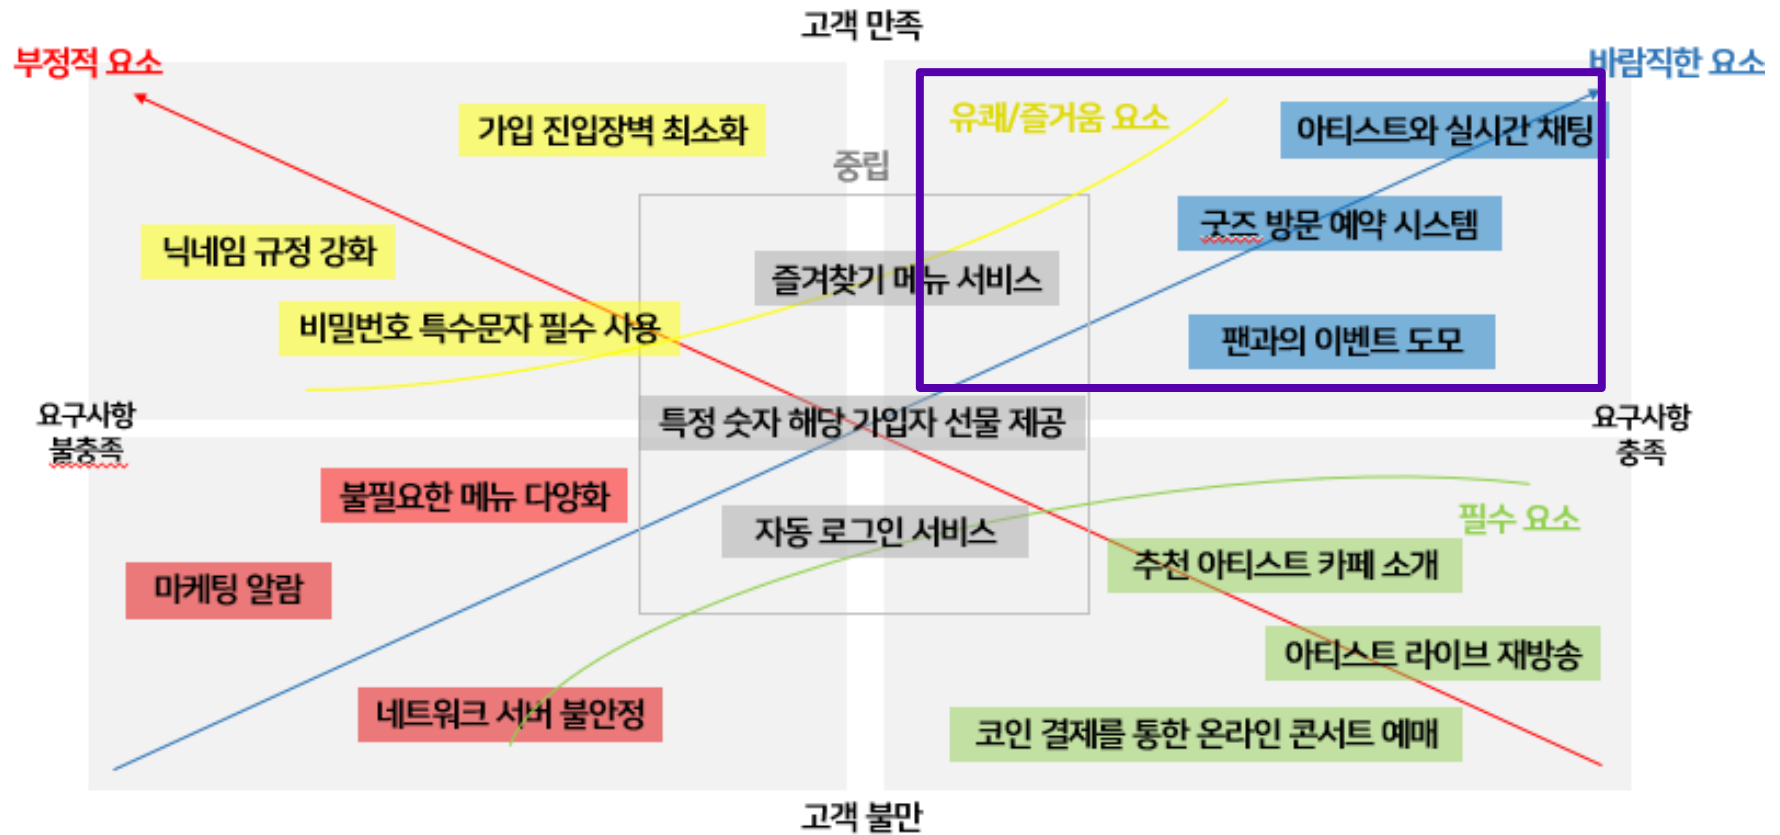 고객 만족
부정적 요소
바람직한 요소
가입 진입장벽 최소화
유쾌/즐거움 요소
아티스트와 실시간 채팅
중립
닉네임 규정 강화
굿즈 방문 예약 시스템
즐겨찾기 메뉴 서비스
비밀번호 특수문자 필수 사용
팬과의 이벤트 도모
요구사항
불충족
특정 숫자 해당 가입자 선물 제공
요구사항
충족
불필요한 메뉴 다양화
자동 로그인 서비스
필수 요소
마케팅 알람
추천 아티스트 카페 소개
아티스트 라이브 재방송
네트워크 서버 불안정
코인 결제를 통한 온라인 콘서트 예매
고객 불만